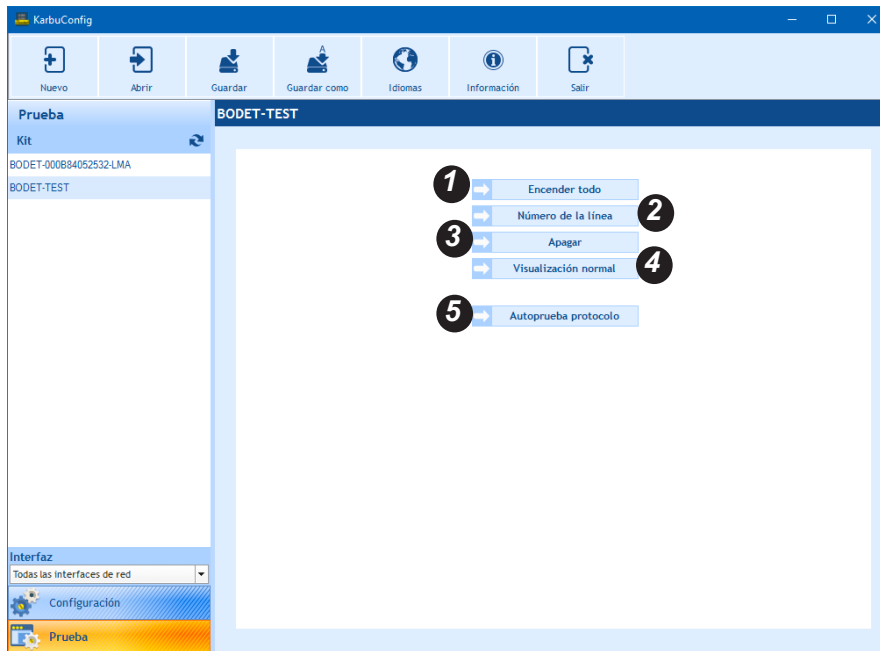 KarbuConfig
Nuevo
Abrir
Guardar
A
Guardar como
Idiomas
Información
Salir
Prueba
BODET-TEST
Kit
BODET-000B84052532-LMA
BODET-TEST
1
Encender todo
Número de la línea
2
3
Apagar
Visualización normal
4
5
Autoprueba protocolo
Interfaz
Todas las interfaces de red
Configuración
Prueba